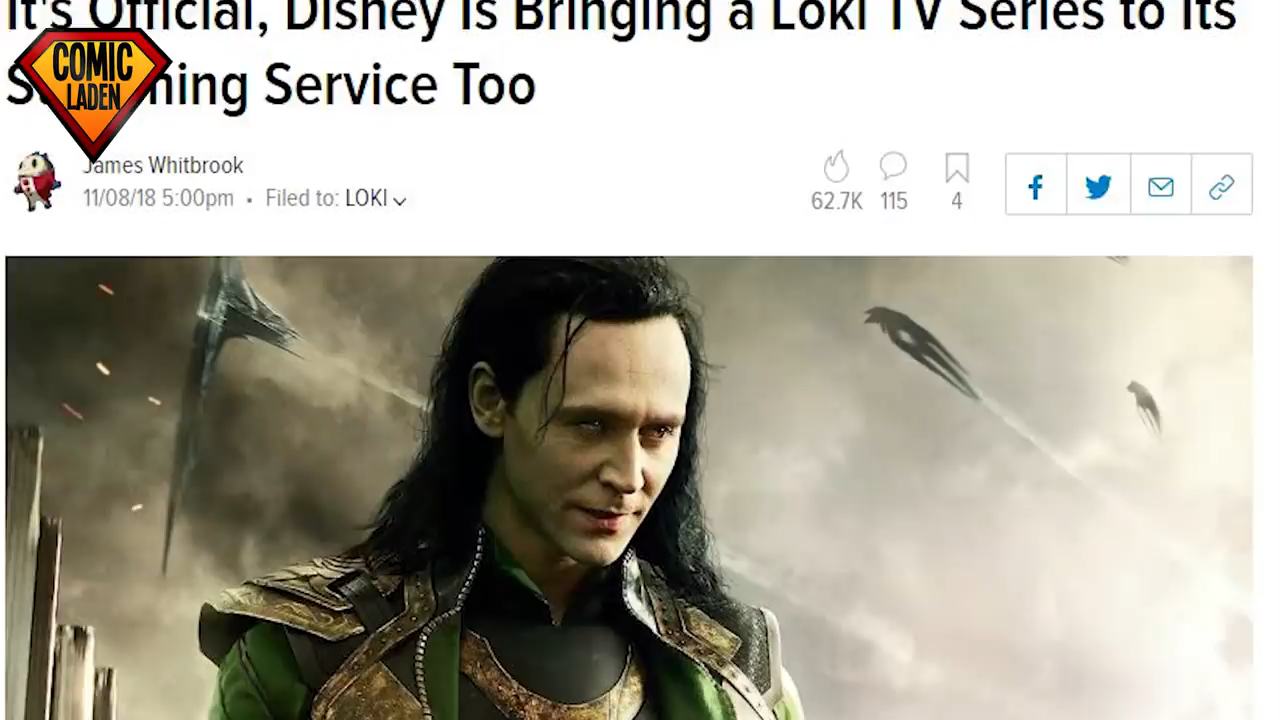 It's Official, Disney Is Bringing a Loki TV Series to Its
Streaming Service Too
COMIC
LADEN
James Whitbrook
11/08/18 5:00pm • Filed to: LOKI
62.7K 115 4